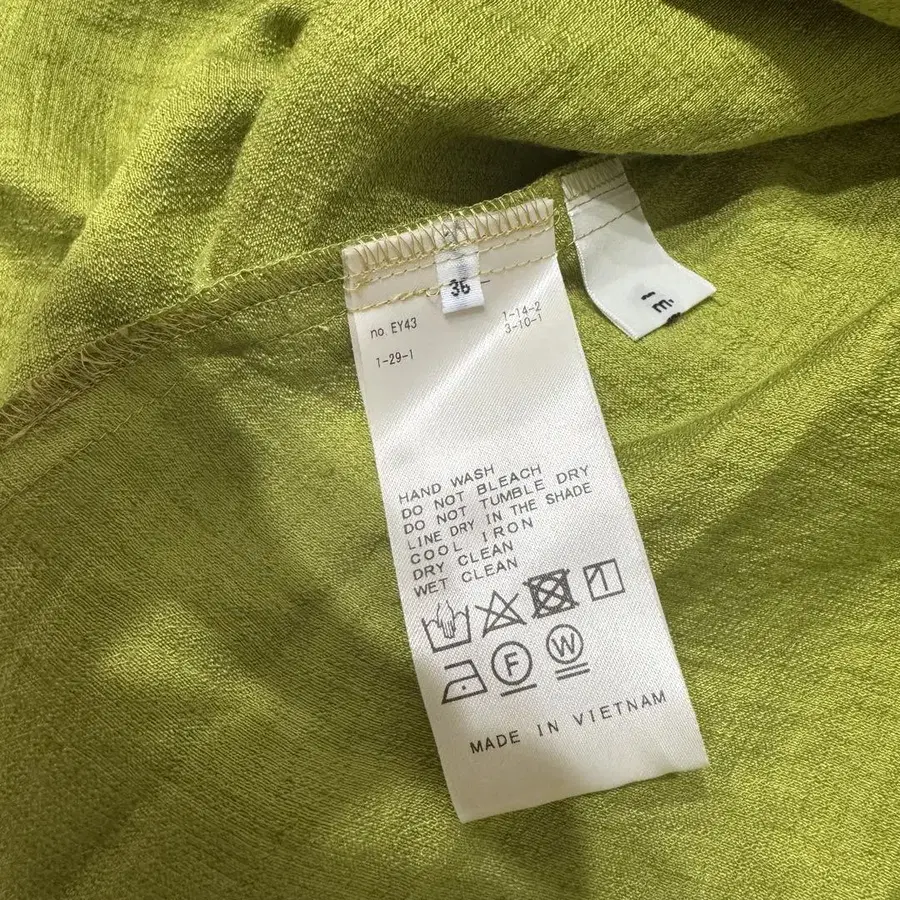 36
no. EY43
1-14-2
3-10-1
1-29-1
HAND WASH
DO NOT BLEACH
DO NOT TUMBLE DRY
LINE DRY IN THE SHADE
COOL IRON
DRY CLEAN
WET CLEAN
F
W
MADE IN VIETNAM